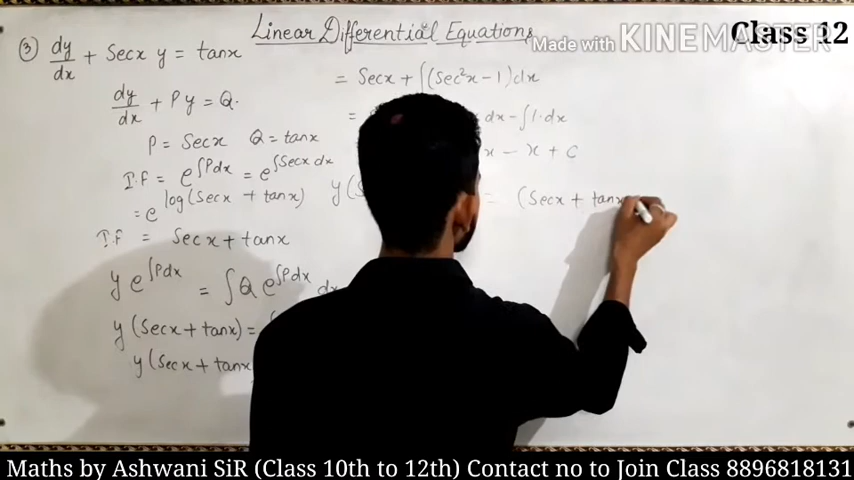 Linear Differential Equations
Made with KINEMASTER
Class 12
③ dy/dx + Secx y = tanx
dy/dx + Py = Q.
P = Secx Q = tanx
I.F = e^∫Pdx = e^∫Secx dx
= e^log(Secx + tanx)
I.F = Secx + tanx
y e^∫Pdx = ∫Q e^∫Pdx dx
y (Secx + tanx) =
y (Secx + tanx
= Secx + ∫(Sec²x - 1) dx
= dx - ∫1. dx
x - x + C
y ( = (Secx + tanx
Maths by Ashwani SiR (Class 10th to 12th) Contact no to Join Class 8896818131